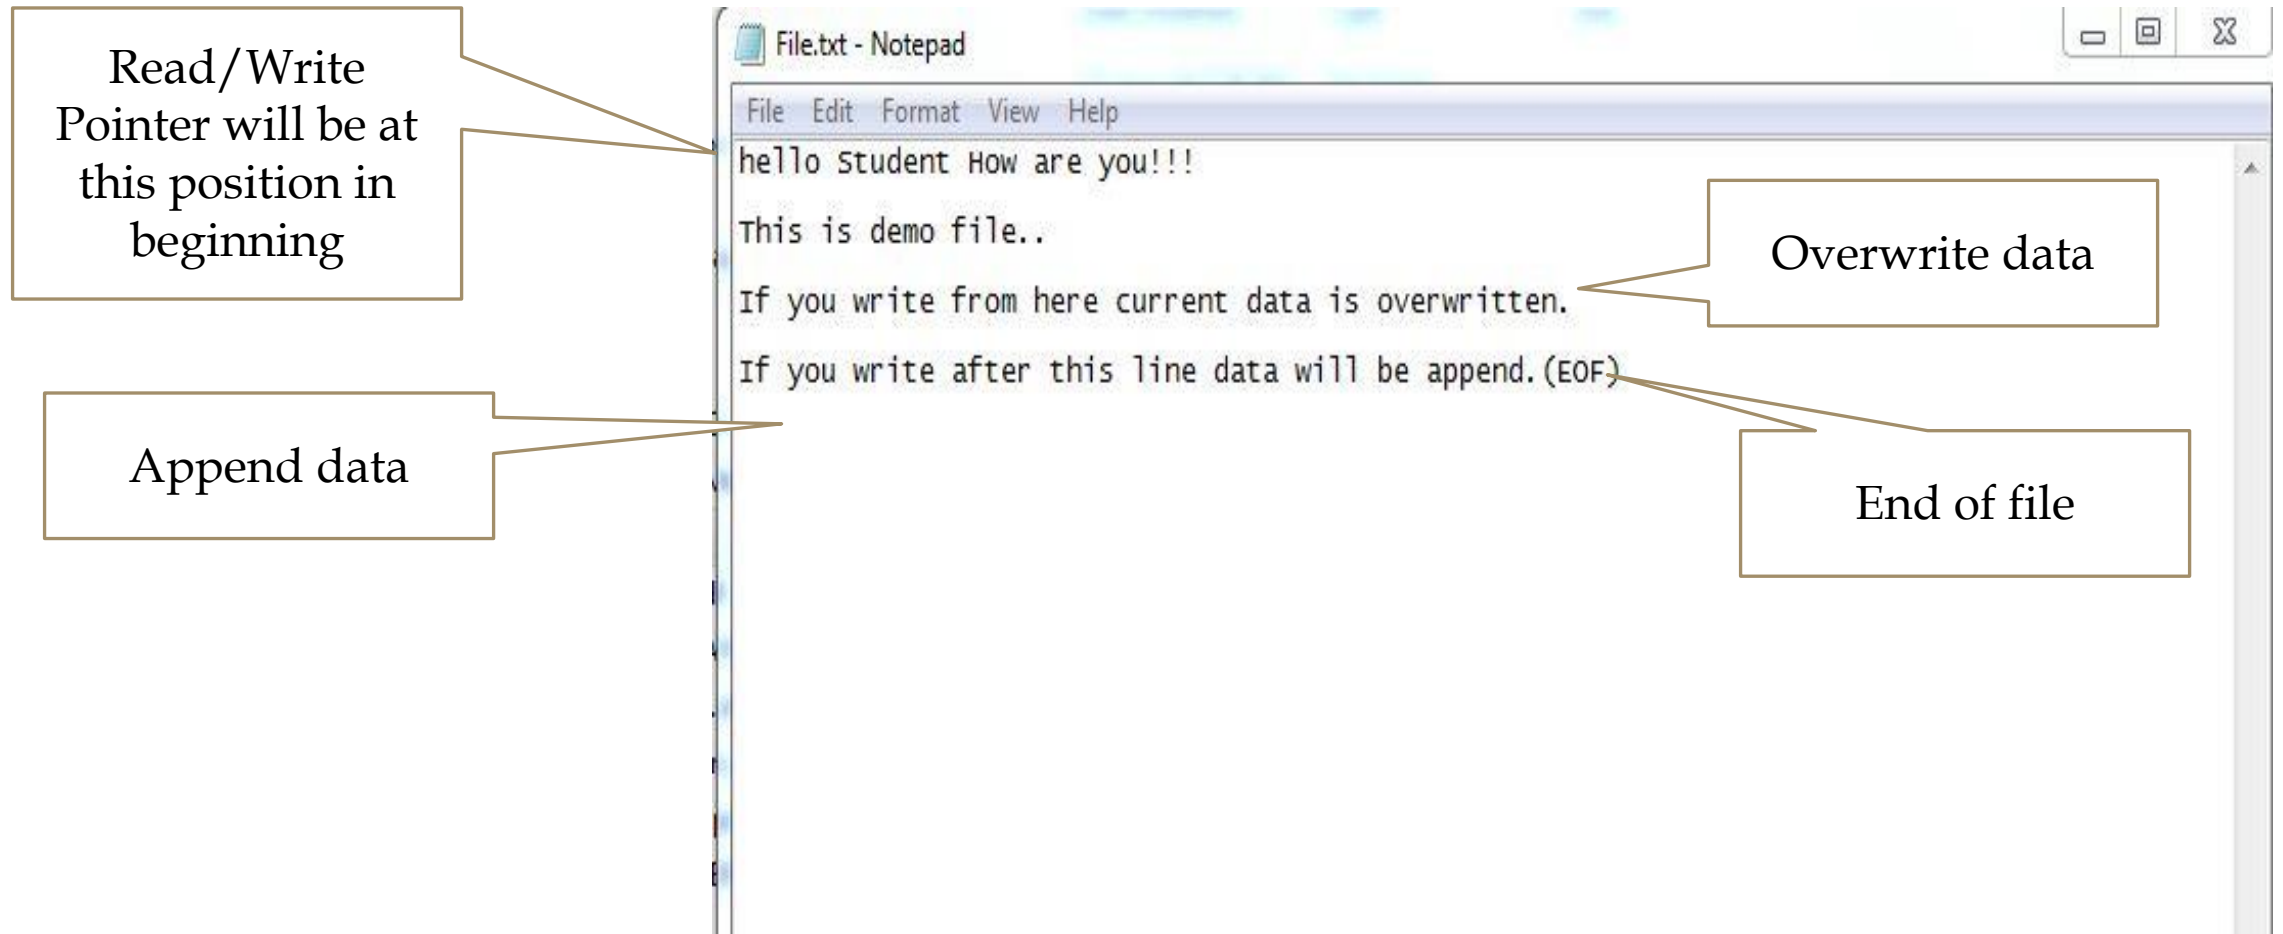 Read/Write
Pointer will be at
this position in
beginning
File.txt - Notepad
File Edit Format View Help
hello Student How are you!!!
This is demo file..
If you write from here current data is overwritten.
If you write after this line data will be append.(EOF)
Overwrite data
Append data
End of file